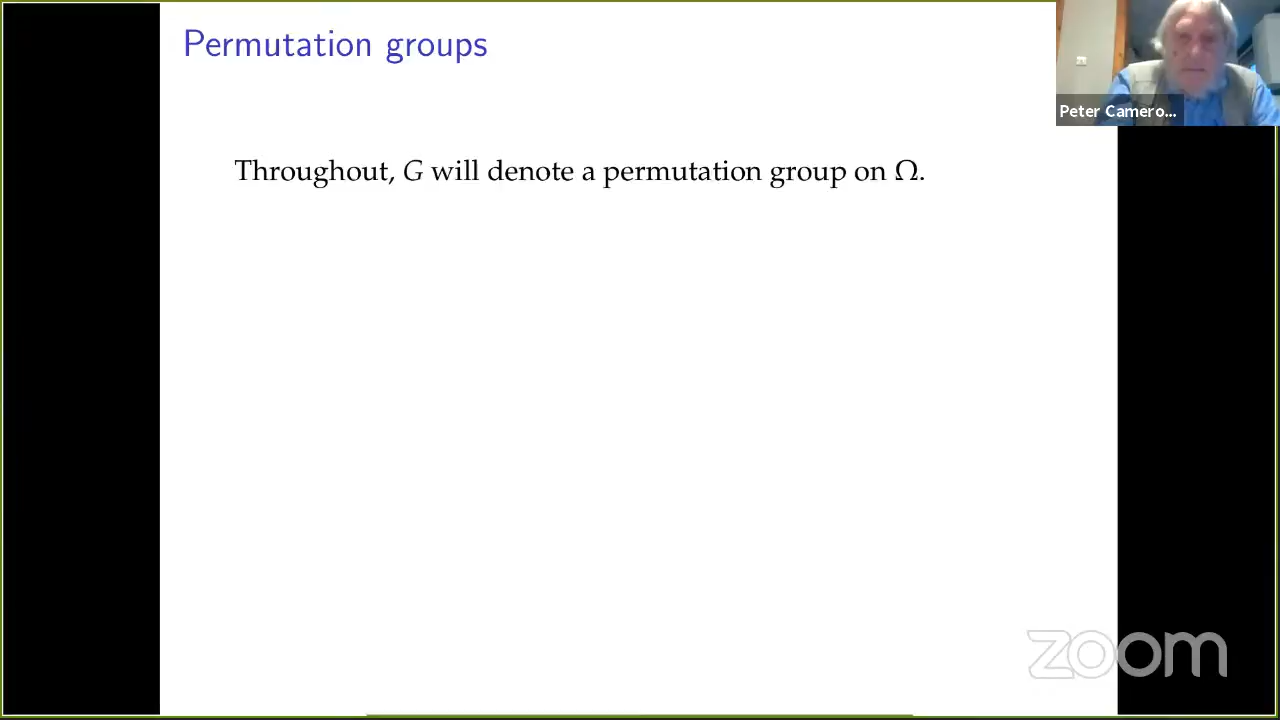 Permutation groups
Peter Camero...
Throughout, G will denote a permutation group on Ω.
zoom